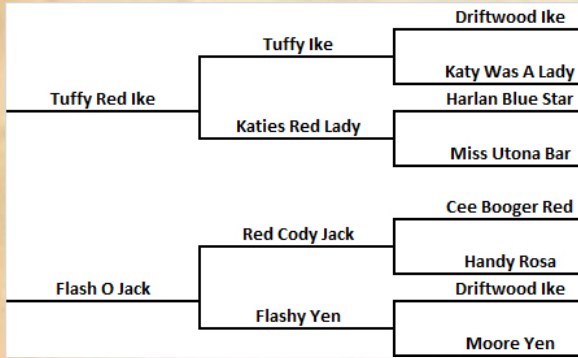 Driftwood Ike
Tuffy Ike
Katy Was A Lady
Tuffy Red Ike
Harlan Blue Star
Katies Red Lady
Miss Utona Bar
Cee Booger Red
Red Cody Jack
Handy Rosa
Flash O Jack
Driftwood Ike
Flashy Yen
Moore Yen